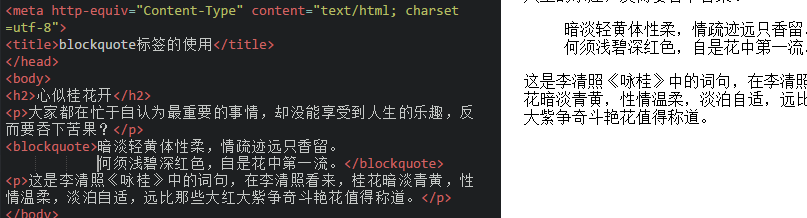 <meta http-equiv="Content-Type" content="text/html; charset
=utf-8">
<title>blockquote标签的使用</title>
</head>
<body>
<h2>心似桂花开</h2>
<p>大家都在忙于自认为最重要的事情，却没能享受到人生的乐趣，反
而要吞下苦果？</p>
<blockquote>暗淡轻黄体性柔，情疏迹远只香留。
何须浅碧深红色，自是花中第一流。</blockquote>
<p>这是李清照《咏桂》中的词句，在李清照看来，桂花暗淡青黄，性
情温柔，淡泊自适，远比那些大红大紫争奇斗艳花值得称道。</p>
</body>
暗淡轻黄体性柔，情疏迹远只香留
何须浅碧深红色，自是花中第一流
这是李清照《咏桂》中的词句，在李清照
花暗淡青黄，性情温柔，淡泊自适，远比
大紫争奇斗艳花值得称道。